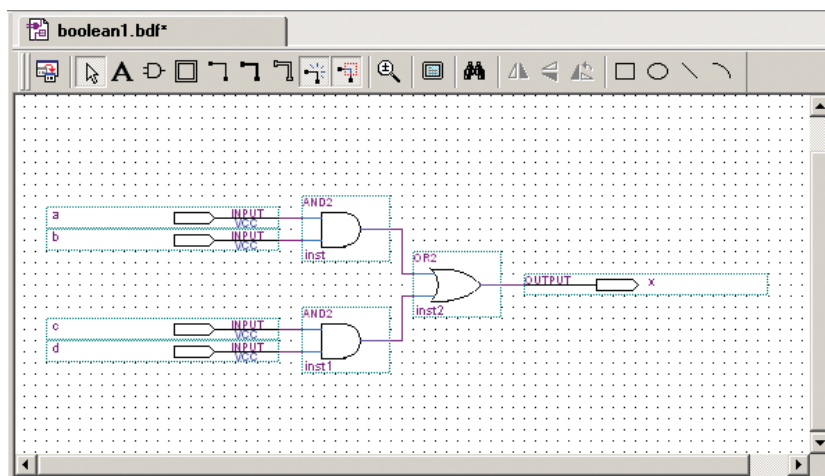 boolean1.bdf*
A
AND2
a INPUT
VCC
b INPUT
VCC
inst
OR2
OUTPUT x
inst2
AND2
c INPUT
VCC
d INPUT
VCC
inst1